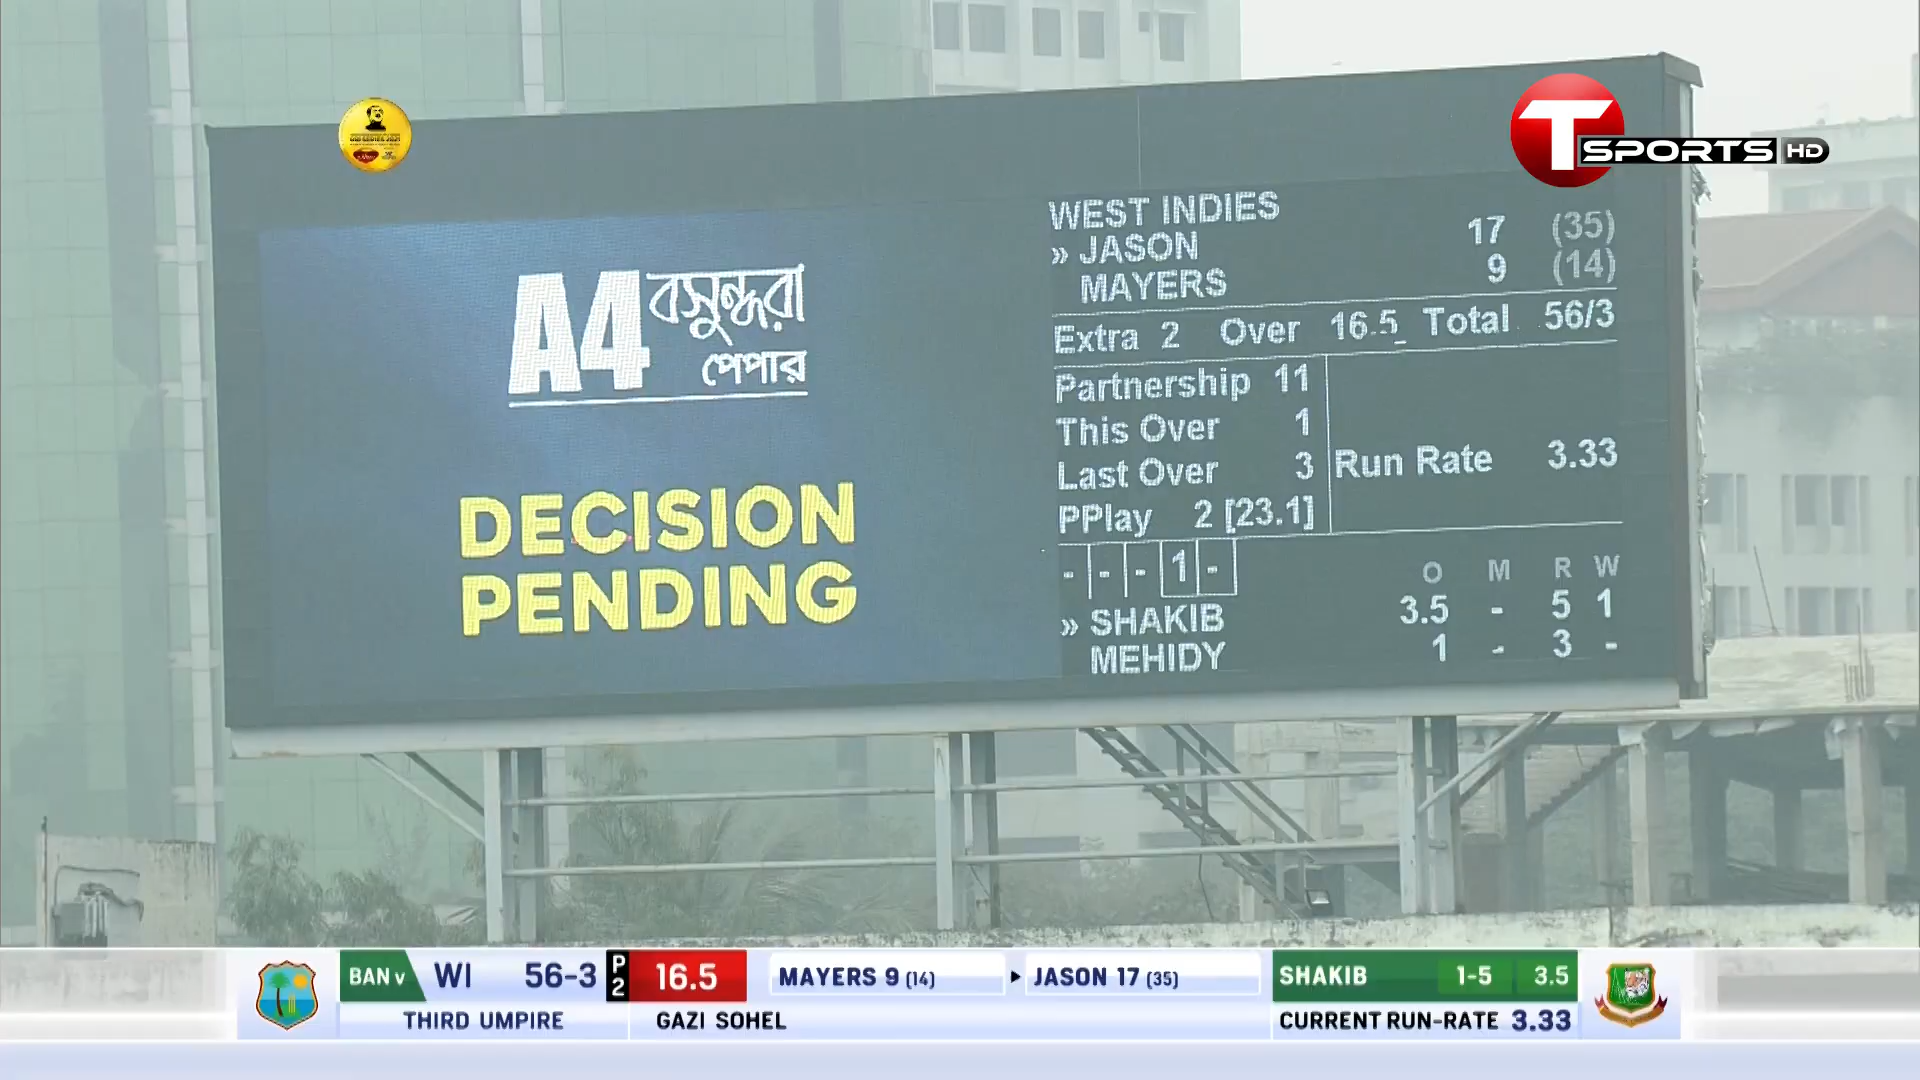 T SPORTS HD
A4 বসুন্ধরা
পেপার
DECISION
PENDING
WEST INDIES
» JASON 17 (35)
MAYERS 9 (14)
Extra 2 Over 16.5 Total 56/3
Partnership 11
This Over 1
Last Over 3
Run Rate 3.33
PPlay 2 [23.1]
- - - 1 -
O M R W
» SHAKIB 3.5 - 5 1
MEHIDY 1 - 3 -
BAN v WI 56-3 P2 16.5 MAYERS 9 (14) JASON 17 (35) SHAKIB 1-5 3.5
THIRD UMPIRE GAZI SOHEL CURRENT RUN-RATE 3.33